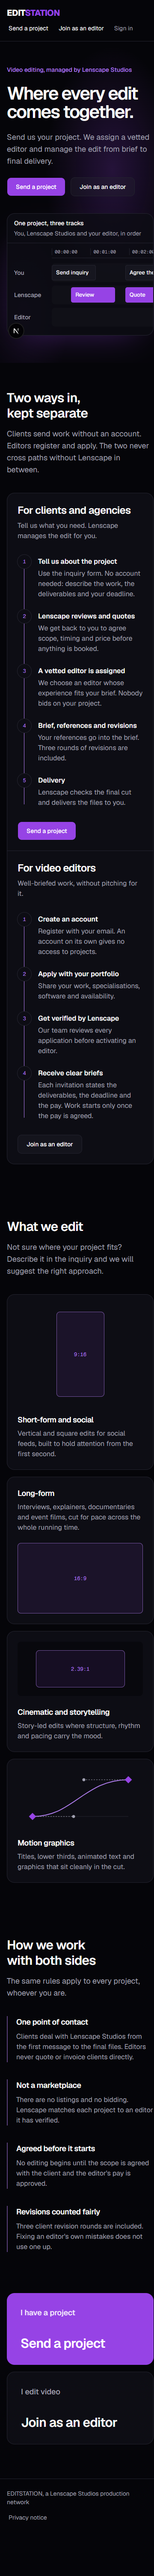 EDITSTATION
Send a project Join as an editor Sign in
Video editing, managed by Lenscape Studios
Where every edit
comes together.
Send us your project. We assign a vetted
editor and manage the edit from brief to
final delivery.
Send a project Join as an editor
One project, three tracks
You, Lenscape Studios and your editor, in order
00:00:00 00:01:00 00:02:0
You Send inquiry Agree the
Lenscape Review Quote
N
Editor
Two ways in,
kept separate
Clients send work without an account.
Editors register and apply. The two never
cross paths without Lenscape in
between.
For clients and agencies
Tell us what you need. Lenscape
manages the edit for you.
1 Tell us about the project
Use the inquiry form. No account
needed: describe the work, the
deliverables and your deadline.
2 Lenscape reviews and quotes
We get back to you to agree
scope, timing and price before
anything is booked.
3 A vetted editor is assigned
We choose an editor whose
experience fits your brief. Nobody
bids on your project.
4 Brief, references and revisions
Your references go into the brief.
Three rounds of revisions are
included.
5 Delivery
Lenscape checks the final cut
and delivers the files to you.
Send a project
For video editors
Well-briefed work, without pitching for
it.
1 Create an account
Register with your email. An
account on its own gives no
access to projects.
2 Apply with your portfolio
Share your work, specialisations,
software and availability.
3 Get verified by Lenscape
Our team reviews every
application before activating an
editor.
4 Receive clear briefs
Each invitation states the
deliverables, the deadline and
the pay. Work starts only once
the pay is agreed.
Join as an editor
What we edit
Not sure where your project fits?
Describe it in the inquiry and we will
suggest the right approach.
9:16
Short-form and social
Vertical and square edits for social
feeds, built to hold attention from the
first second.
Long-form
Interviews, explainers, documentaries
and event films, cut for pace across the
whole running time.
16:9
2.39:1
Cinematic and storytelling
Story-led edits where structure, rhythm
and pacing carry the mood.
Motion graphics
Titles, lower thirds, animated text and
graphics that sit cleanly in the cut.
How we work
with both sides
The same rules apply to every project,
whoever you are.
One point of contact
Clients deal with Lenscape Studios from
the first message to the final files. Editors
never quote or invoice clients directly.
Not a marketplace
There are no listings and no bidding.
Lenscape matches each project to an editor
it has verified.
Agreed before it starts
No editing begins until the scope is agreed
with the client and the editor's pay is
approved.
Revisions counted fairly
Three client revision rounds are included.
Fixing an editor's own mistakes does not
use one up.
I have a project
Send a project
I edit video
Join as an editor
EDITSTATION, a Lenscape Studios production
network
Privacy notice